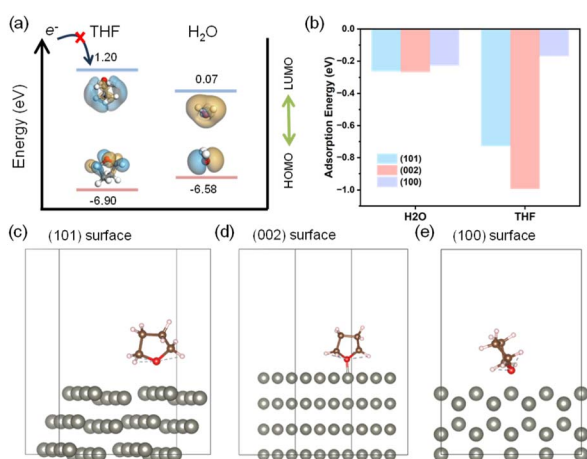 (a)
e-
THF
H2O
1.20
0.07
-6.90
-6.58
Energy (eV)
LUMO
HOMO
(b)
Adsorption Energy (eV)
0.0
-0.2
-0.4
-0.6
-0.8
-1.0
(101)
(002)
(100)
H2O
THF
(c)
(101) surface
(d)
(002) surface
(e)
(100) surface